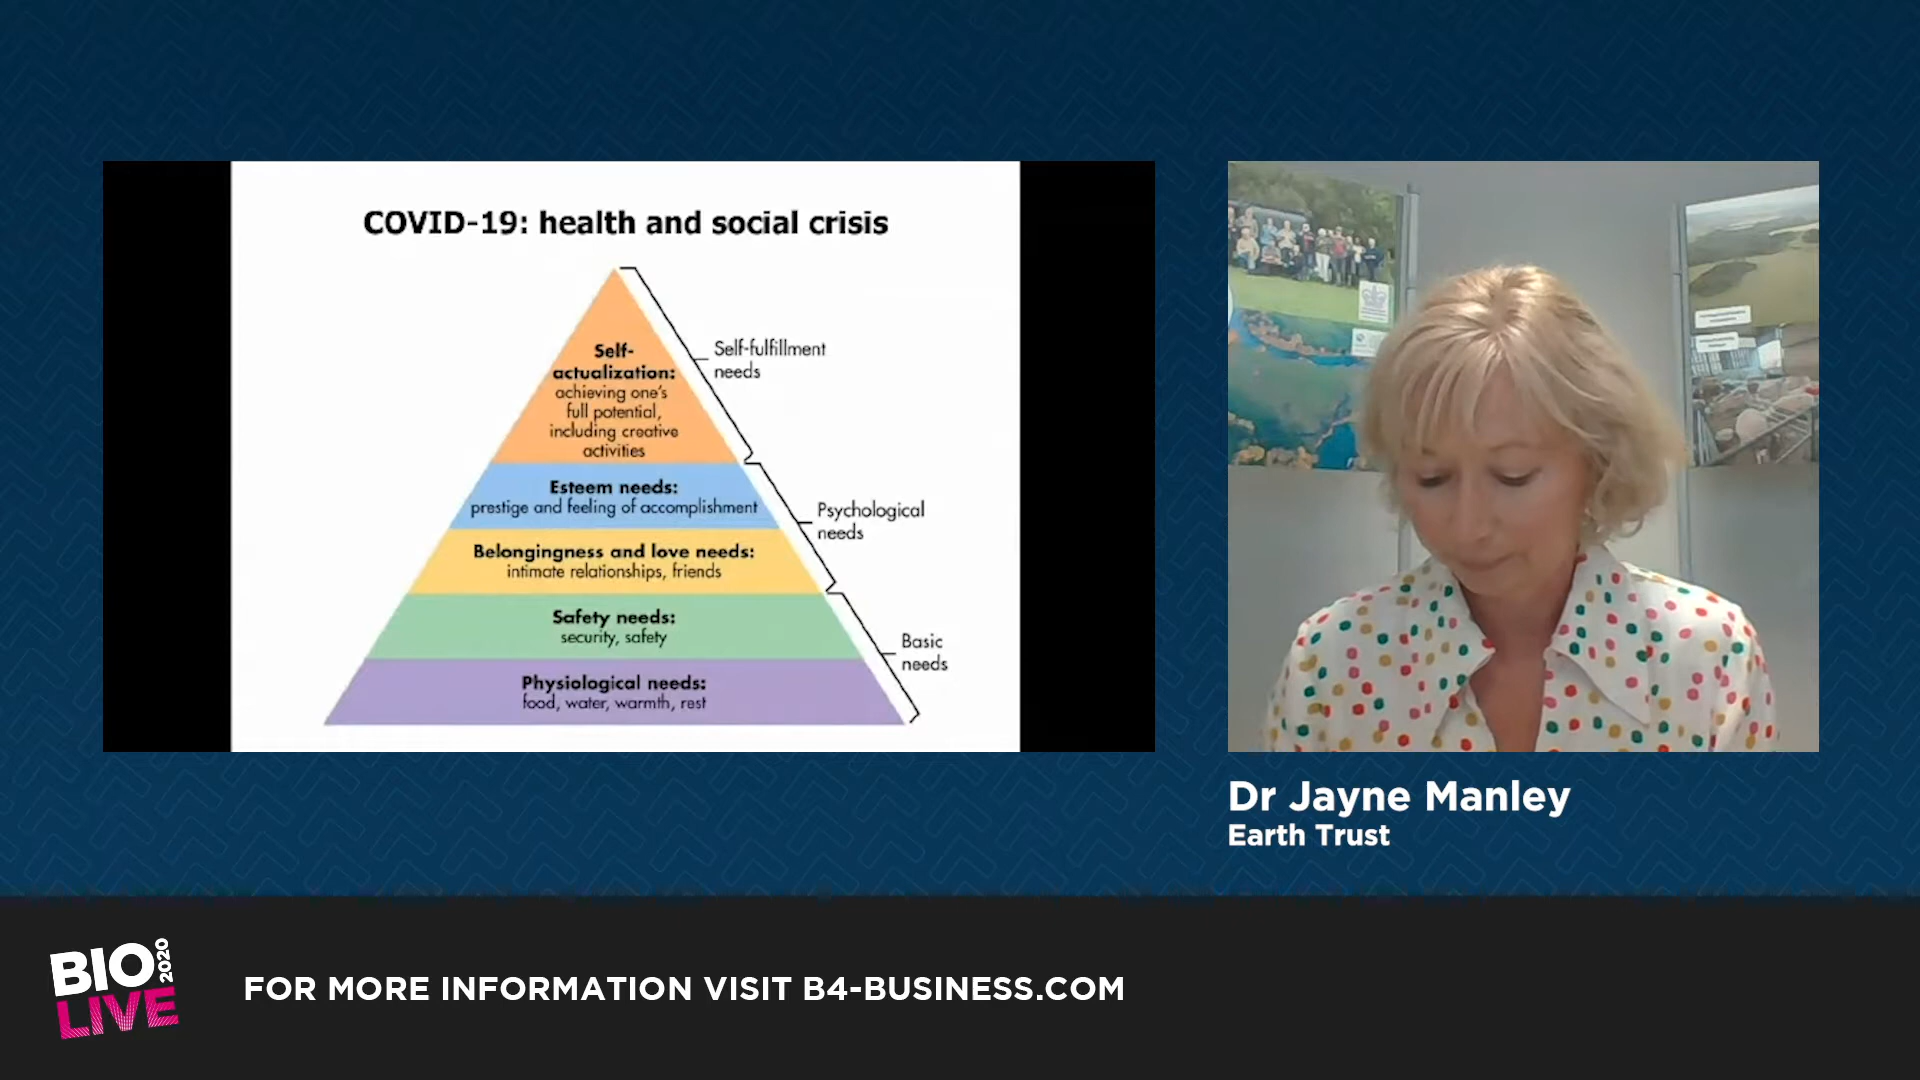 COVID-19: health and social crisis
Self-
actualization:
achieving one's
full potential,
including creative
activities
Self-fulfillment
needs
Esteem needs:
prestige and feeling of accomplishment
Belongingness and love needs:
intimate relationships, friends
Psychological
needs
Safety needs:
security, safety
Physiological needs:
food, water, warmth, rest
Basic
needs
Dr Jayne Manley
Earth Trust
BIO
2020
LIVE
FOR MORE INFORMATION VISIT B4-BUSINESS.COM